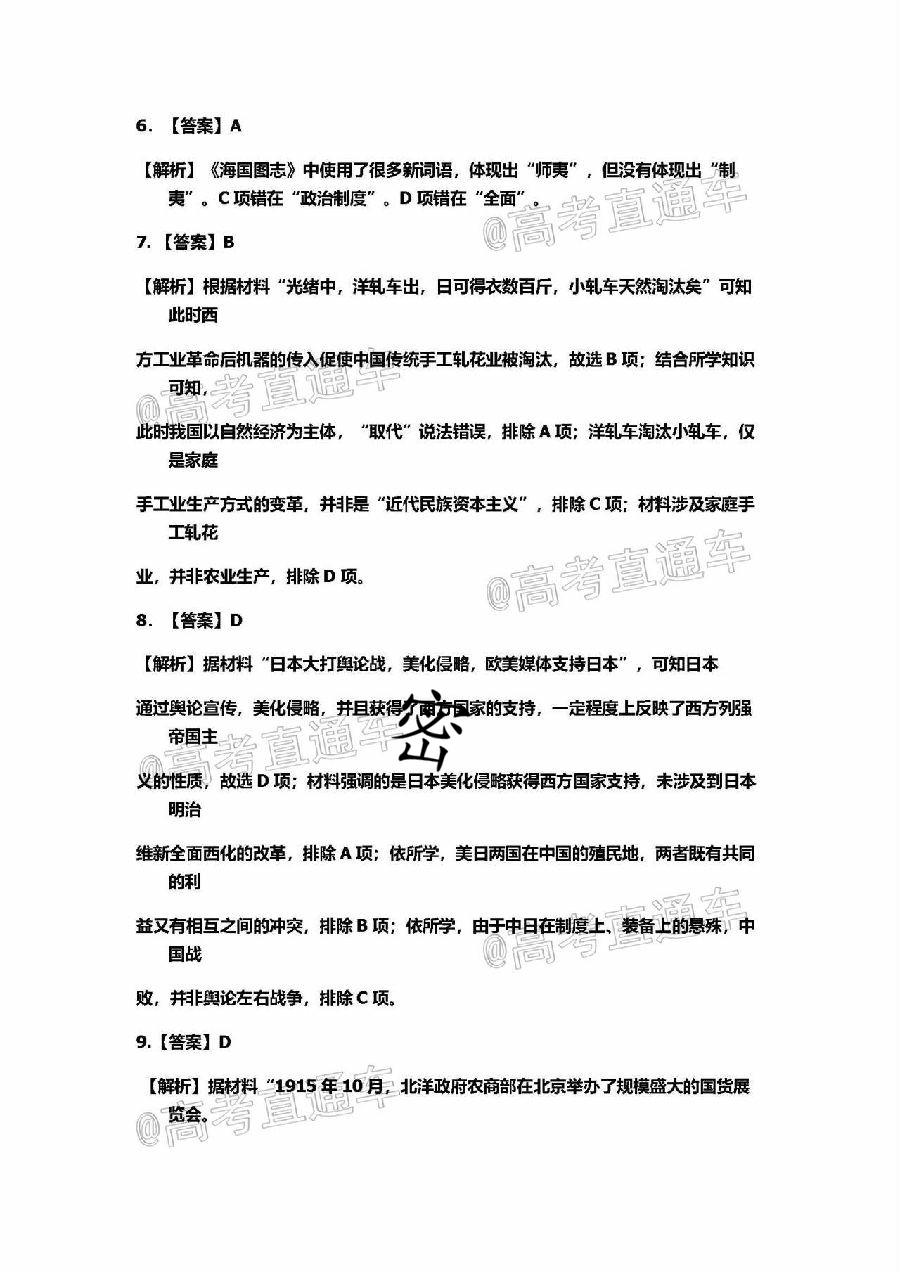 6. 【答案】A
【解析】《海国图志》中使用了很多新词语，体现出“师夷”，但没有体现出“制
夷”。C 项错在“政治制度”。D 项错在“全面”。
@高考直通车
7. 【答案】B
【解析】根据材料“光绪中，洋轧车出，日可得衣数百斤，小轧车天然淘汰矣”可知
此时西
方工业革命后机器的传入促使中国传统手工轧花业被淘汰，故选 B 项；结合所学知识
可知，
@高考直通车
此时我国以自然经济为主体，“取代”说法错误，排除 A 项；洋轧车淘汰小轧车，仅
是家庭
手工业生产方式的变革，并非是“近代民族资本主义”，排除 C 项；材料涉及家庭手
工轧花
业，并非农业生产，排除 D 项。
@高考直通车
8. 【答案】D
【解析】据材料“日本大打舆论战，美化侵略，欧美媒体支持日本”，可知日本
通过舆论宣传，美化侵略，并且获得了西方国家的支持，一定程度上反映了西方列强
帝国主
密
@高考直通车
义的性质，故选 D 项；材料强调的是日本美化侵略获得西方国家支持，未涉及到日本
明治
维新全面西化的改革，排除 A 项；依所学，美日两国在中国的殖民地，两者既有共同
的利
益又有相互之间的冲突，排除 B 项；依所学，由于中日在制度上、装备上的悬殊，中
国战
@高考直通车
败，并非舆论左右战争，排除 C 项。
9.【答案】D
【解析】据材料“1915 年 10 月，北洋政府农商部在北京举办了规模盛大的国货展
览会。
@高考直通车